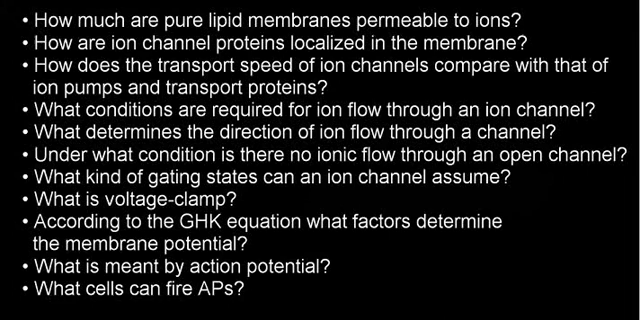 • How much are pure lipid membranes permeable to ions?
• How are ion channel proteins localized in the membrane?
• How does the transport speed of ion channels compare with that of
ion pumps and transport proteins?
• What conditions are required for ion flow through an ion channel?
• What determines the direction of ion flow through a channel?
• Under what condition is there no ionic flow through an open channel?
• What kind of gating states can an ion channel assume?
• What is voltage-clamp?
• According to the GHK equation what factors determine
the membrane potential?
• What is meant by action potential?
• What cells can fire APs?